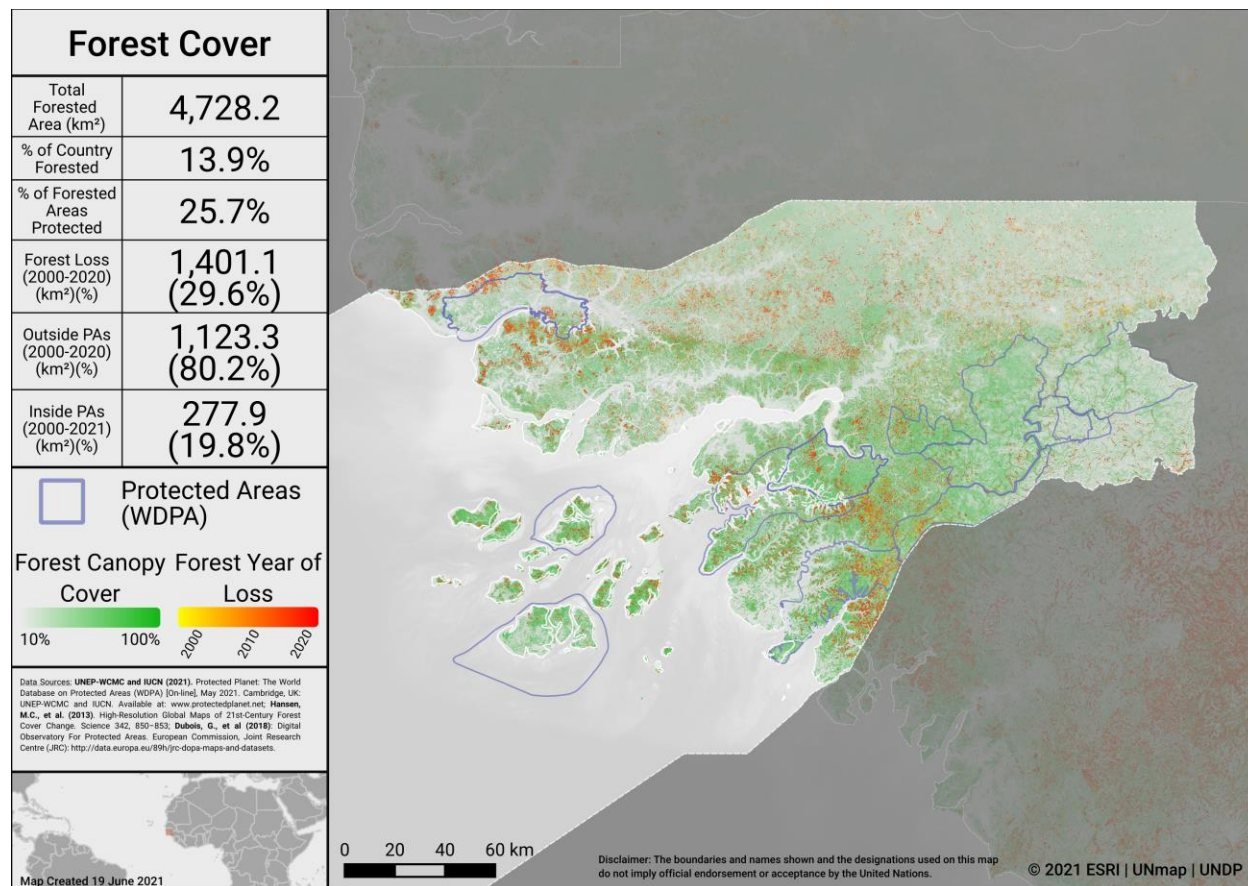 Forest Cover
Total
Forested
Area (km²)
4,728.2
% of Country
Forested
13.9%
% of Forested
Areas
Protected
25.7%
Forest Loss
(2000-2020)
(km²)(%)
1,401.1
(29.6%)
Outside PAs
(2000-2020)
(km²)(%)
1,123.3
(80.2%)
Inside PAs
(2000-2021)
(km²)(%)
277.9
(19.8%)
Protected Areas
(WDPA)
Forest Canopy
Cover
10% 100%
Forest Year of
Loss
2000 2010 2020
Data Sources: UNEP-WCMC and IUCN (2021). Protected Planet: The World
Database on Protected Areas (WDPA) [On-line], May 2021. Cambridge, UK:
UNEP-WCMC and IUCN. Available at: www.protectedplanet.net; Hansen,
M.C., et al. (2013). High-Resolution Global Maps of 21st-Century Forest
Cover Change. Science 342, 850–853; Dubois, G., et al (2018): Digital
Observatory For Protected Areas. European Commission, Joint Research
Centre (JRC): http://data.europa.eu/89h/jrc-dopa-maps-and-datasets.
Map Created 19 June 2021
0 20 40 60 km
Disclaimer: The boundaries and names shown and the designations used on this map
do not imply official endorsement or acceptance by the United Nations.
© 2021 ESRI | UNmap | UNDP